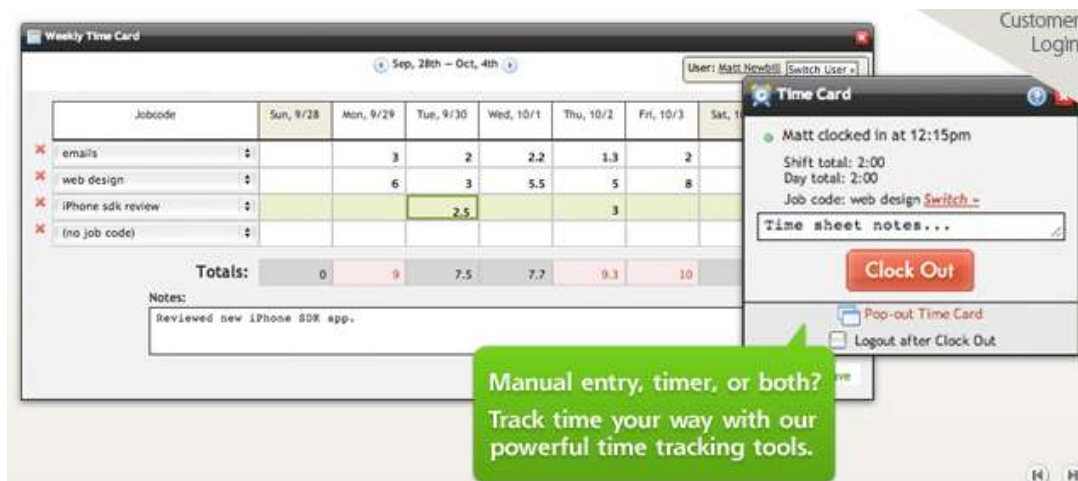 Customer
Login
Weekly Time Card
Sep, 28th - Oct, 4th
User: Matt Newbill Switch User
Jobcode Sun, 9/28 Mon, 9/29 Tue, 9/30 Wed, 10/1 Thu, 10/2 Fri, 10/3 Sat,
emails 3 2 2.2 1.3 2
web design 6 3 5.5 5 8
iPhone sdk review 2.5 3
(no job code)
Totals: 0 9 7.5 7.7 9.3 10
Notes:
Reviewed new iPhone SDK app.
Time Card
Matt clocked in at 12:15pm
Shift total: 2:00
Day total: 2:00
Job code: web design Switch
Time sheet notes...
Clock Out
Pop-out Time Card
Logout after Clock Out
Manual entry, timer, or both?
Track time your way with our
powerful time tracking tools.